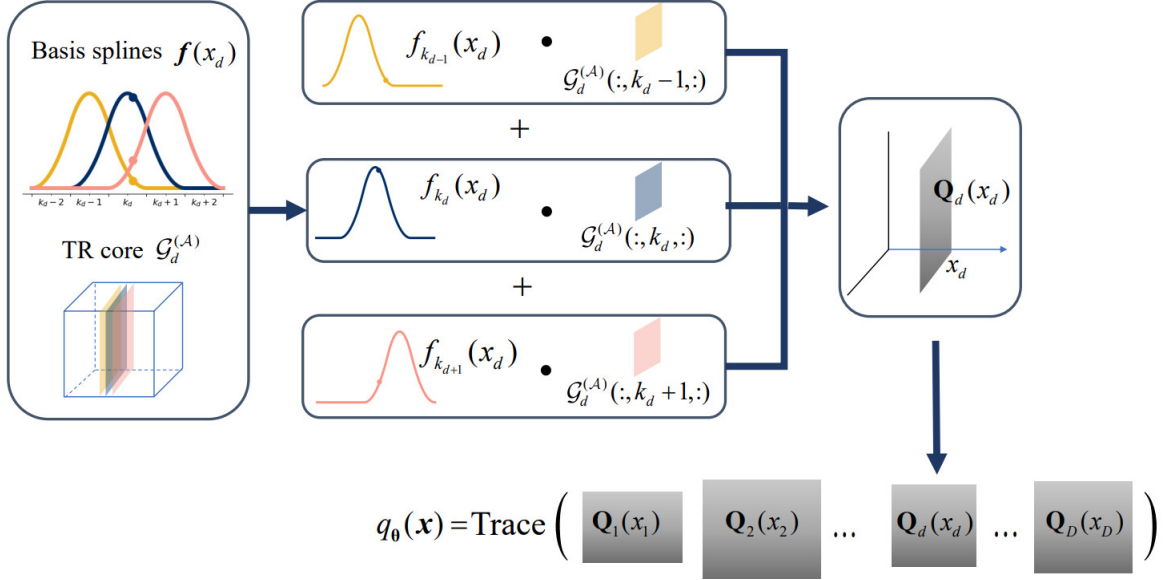 Basis splines f(x_d)
k_d−2 k_d−1 k_d k_d+1 k_d+2
TR core 𝒢_d^{(𝒜)}
f_{k_{d−1}}(x_d) • 𝒢_d^{(𝒜)}(:,k_d−1,:)
+
f_{k_d}(x_d) • 𝒢_d^{(𝒜)}(:,k_d,:)
+
f_{k_{d+1}}(x_d) • 𝒢_d^{(𝒜)}(:,k_d+1,:)
Q_d(x_d)
x_d
q_θ(x)=Trace( Q_1(x_1) Q_2(x_2) ... Q_d(x_d) ... Q_D(x_D) )